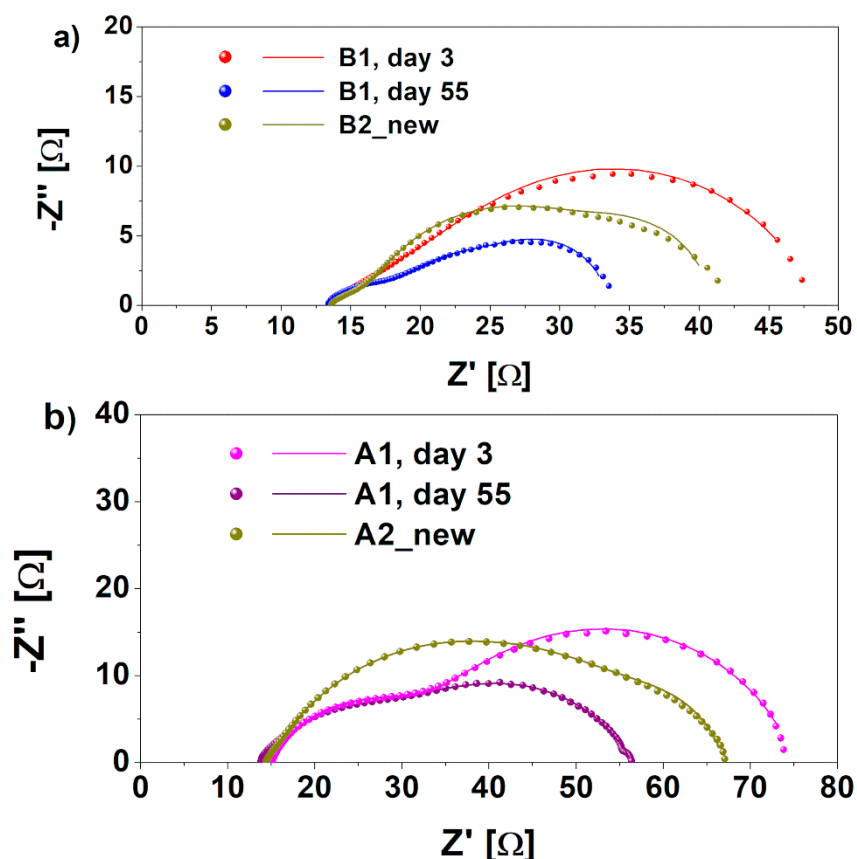 a)
20
15
10
5
0
-Z'' [Ω]
B1, day 3
B1, day 55
B2_new
0 5 10 15 20 25 30 35 40 45 50
Z' [Ω]
b)
40
30
20
10
0
-Z'' [Ω]
A1, day 3
A1, day 55
A2_new
0 10 20 30 40 50 60 70 80
Z' [Ω]